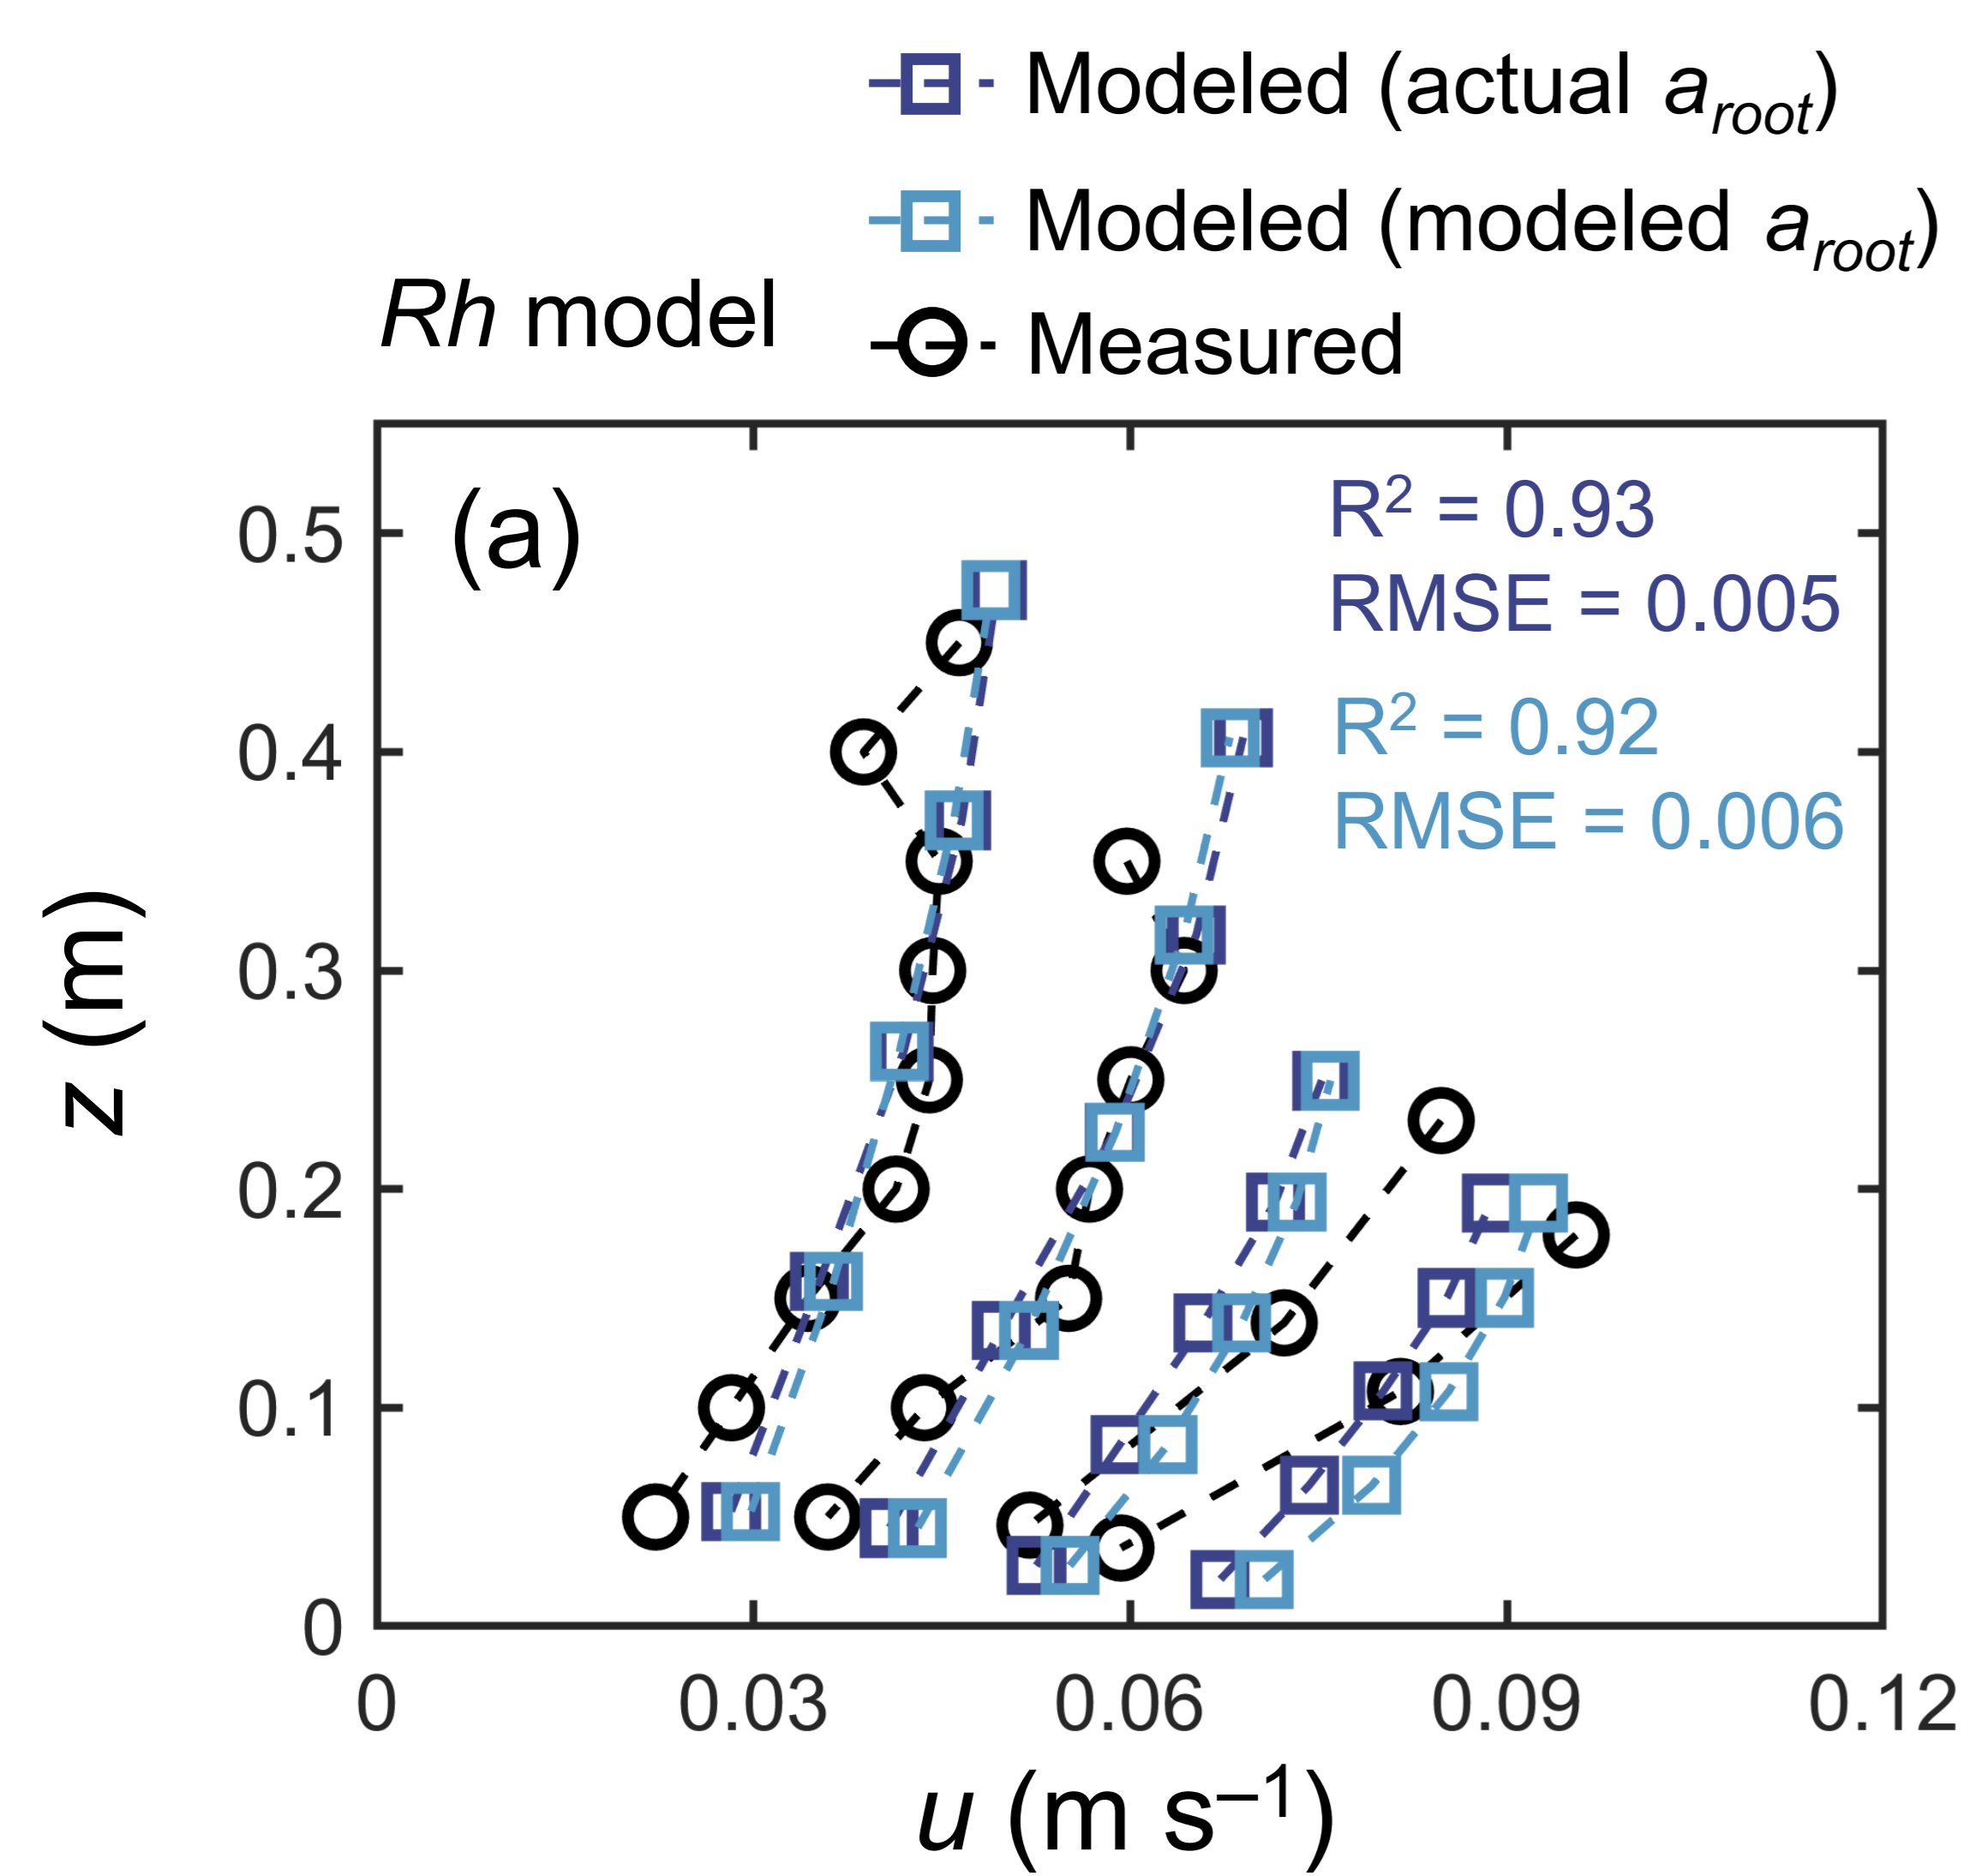 Modeled (actual a_root)
Modeled (modeled a_root)
Rh model
Measured
(a)
R² = 0.93
RMSE = 0.005
R² = 0.92
RMSE = 0.006
0.5
0.4
0.3
0.2
0.1
0
z (m)
0 0.03 0.06 0.09 0.12
u (m s⁻¹)